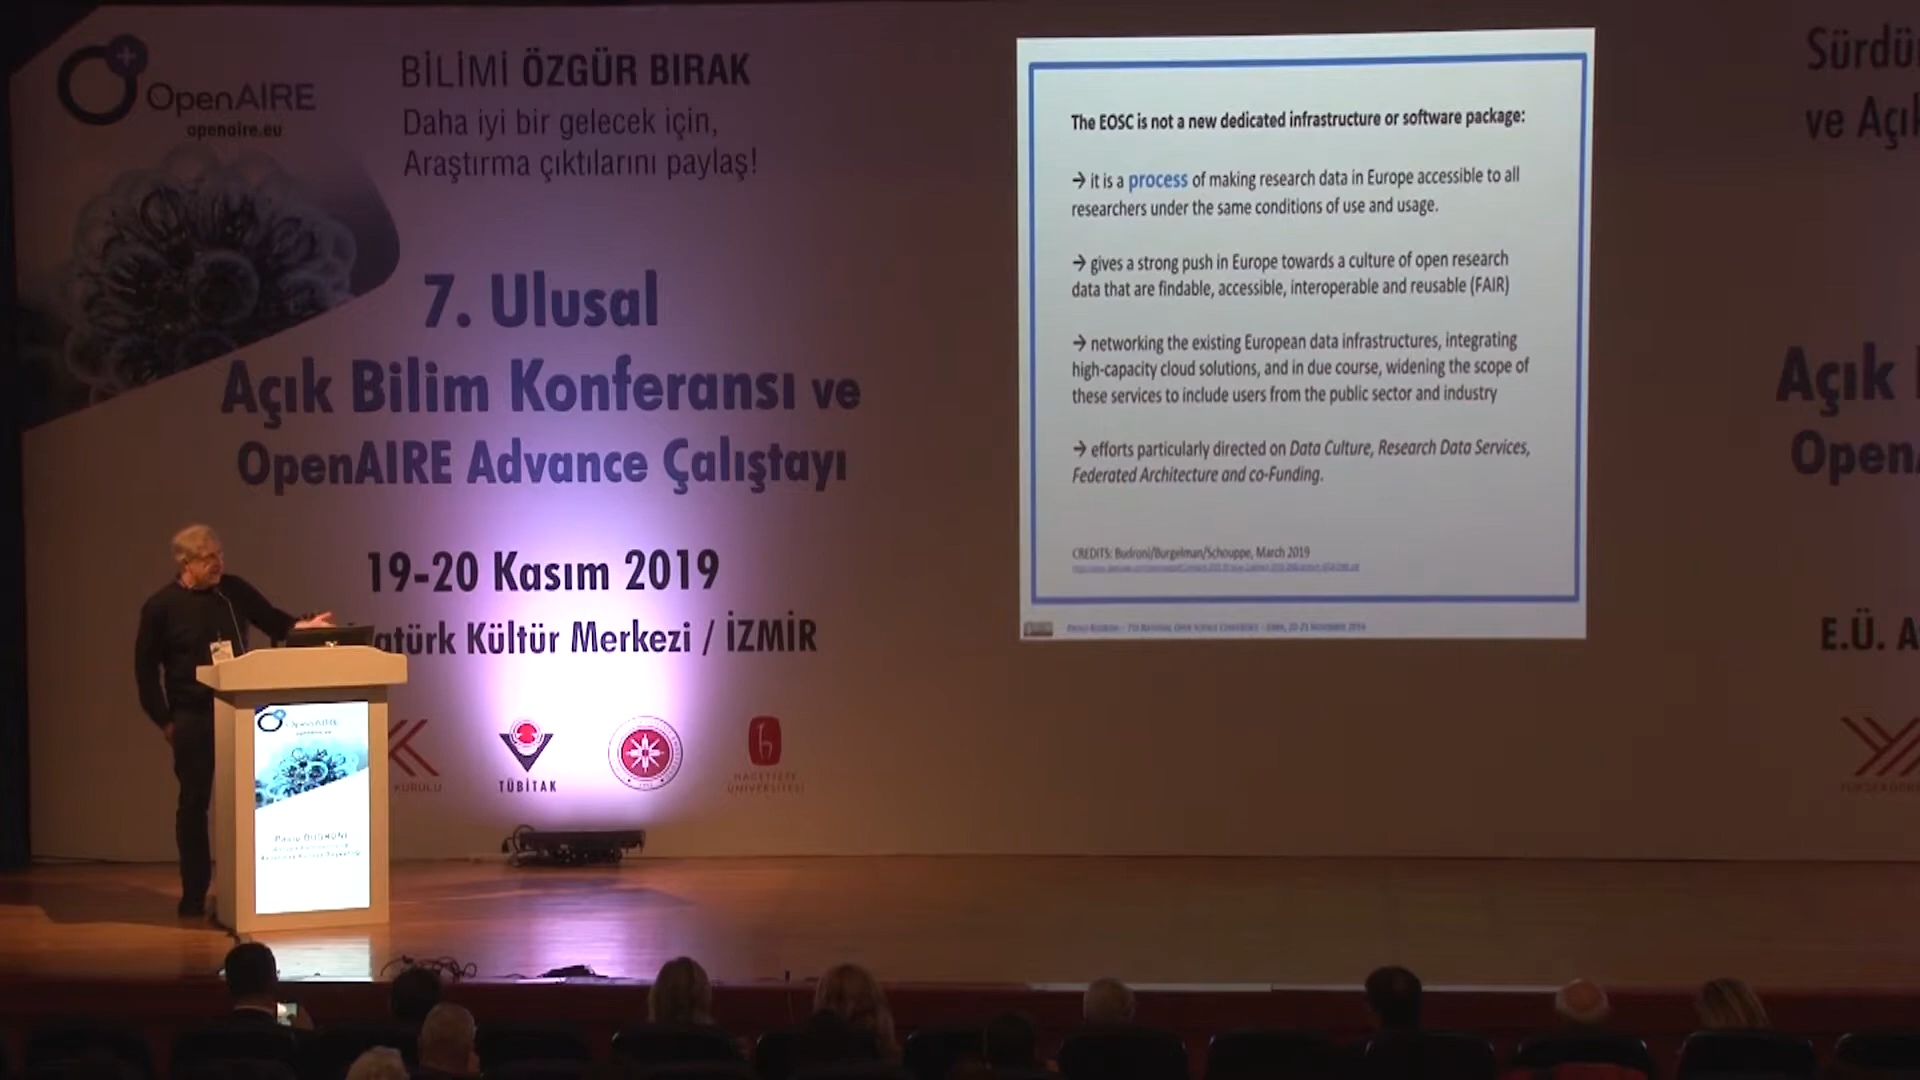 OpenAIRE
openaire.eu
BİLİMİ ÖZGÜR BIRAK
Daha iyi bir gelecek için,
Araştırma çıktılarını paylaş!
7. Ulusal
Açık Bilim Konferansı ve
OpenAIRE Advance Çalıştayı
19-20 Kasım 2019
atürk Kültür Merkezi / İZMİR
KURULU
TÜBİTAK
HACETTEPE
ÜNİVERSİTESİ
OpenAIRE
The EOSC is not a new dedicated infrastructure or software package:
→ it is a process of making research data in Europe accessible to all
researchers under the same conditions of use and usage.
→ gives a strong push in Europe towards a culture of open research
data that are findable, accessible, interoperable and reusable (FAIR)
→ networking the existing European data infrastructures, integrating
high-capacity cloud solutions, and in due course, widening the scope of
these services to include users from the public sector and industry
→ efforts particularly directed on Data Culture, Research Data Services,
Federated Architecture and co-Funding.
CREDITS: Budroni/Burgelman/Schouppe, March 2019
Sürdü
ve Açı
Açık
Open
E.Ü. A